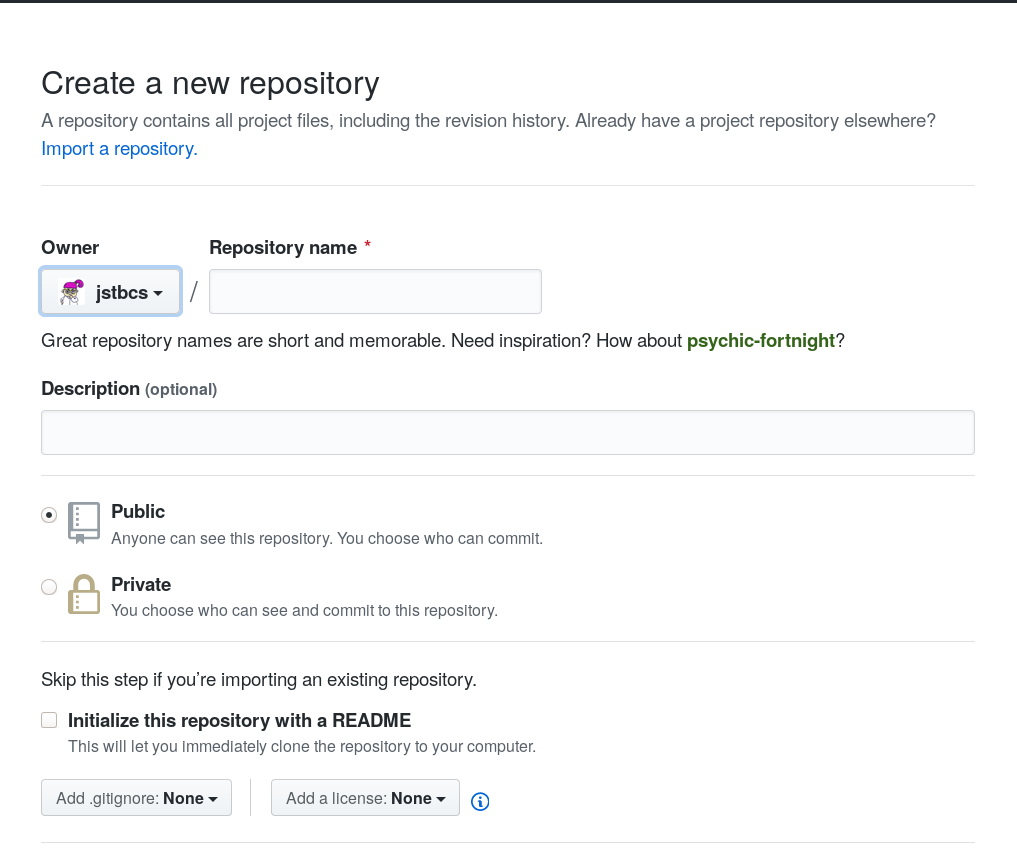 Create a new repository
A repository contains all project files, including the revision history. Already have a project repository elsewhere?
Import a repository.
Owner Repository name *
jstbcs /
Great repository names are short and memorable. Need inspiration? How about psychic-fortnight?
Description (optional)
Public
Anyone can see this repository. You choose who can commit.
Private
You choose who can see and commit to this repository.
Skip this step if you’re importing an existing repository.
Initialize this repository with a README
This will let you immediately clone the repository to your computer.
Add .gitignore: None Add a license: None